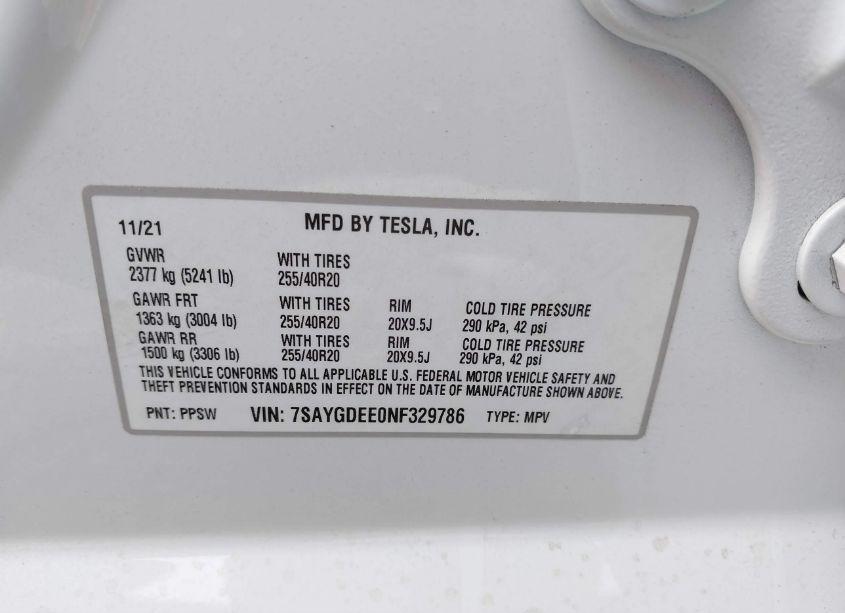 11/21 MFD BY TESLA, INC.
GVWR WITH TIRES
2377 kg (5241 lb) 255/40R20
GAWR FRT WITH TIRES RIM COLD TIRE PRESSURE
1363 kg (3004 lb) 255/40R20 20X9.5J 290 kPa, 42 psi
GAWR RR WITH TIRES RIM COLD TIRE PRESSURE
1500 kg (3306 lb) 255/40R20 20X9.5J 290 kPa, 42 psi
THIS VEHICLE CONFORMS TO ALL APPLICABLE U.S. FEDERAL MOTOR VEHICLE SAFETY AND
THEFT PREVENTION STANDARDS IN EFFECT ON THE DATE OF MANUFACTURE SHOWN ABOVE.
PNT: PPSW VIN: 7SAYGDEE0NF329786 TYPE: MPV